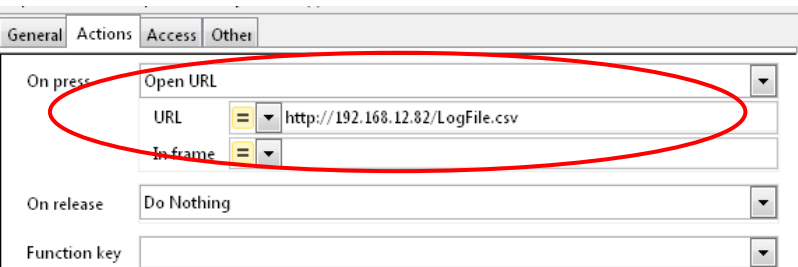 General Actions Access Other
On press Open URL
URL = http://192.168.12.82/LogFile.csv
In frame =
On release Do Nothing
Function key